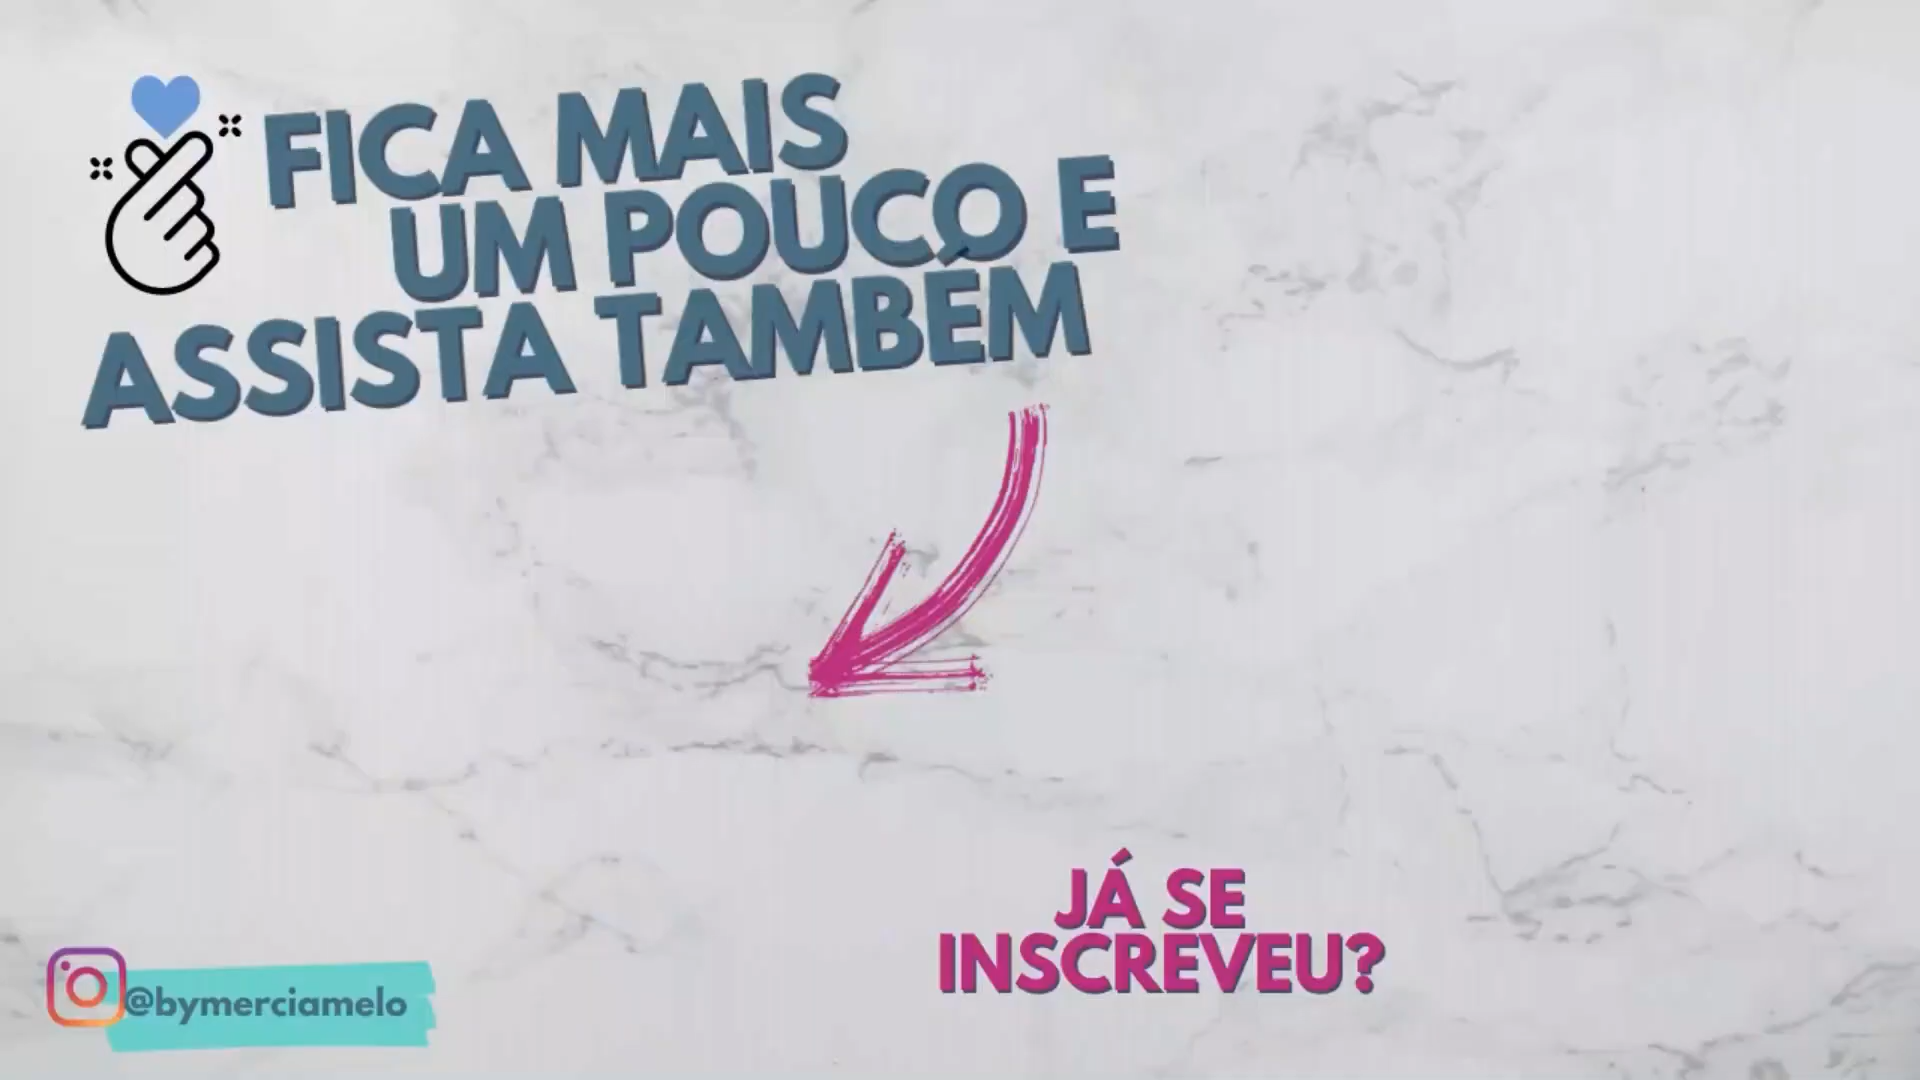 FICA MAIS
UM POUCO E
ASSISTA TAMBÉM
JÁ SE
INSCREVEU?
@bymerciamelo